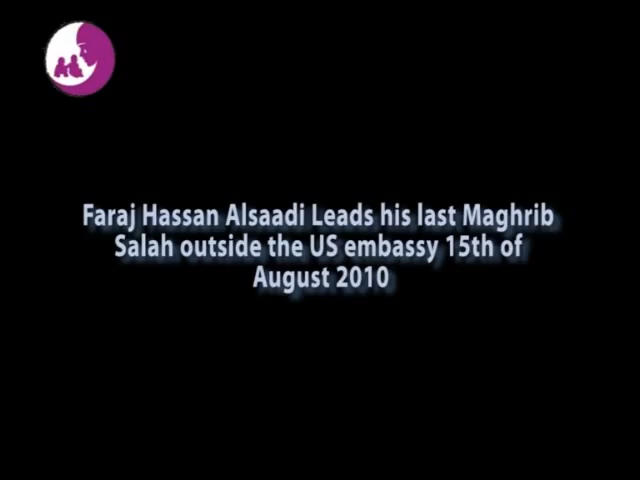 Faraj Hassan Alsaadi Leads his last Maghrib
Salah outside the US embassy 15th of
August 2010